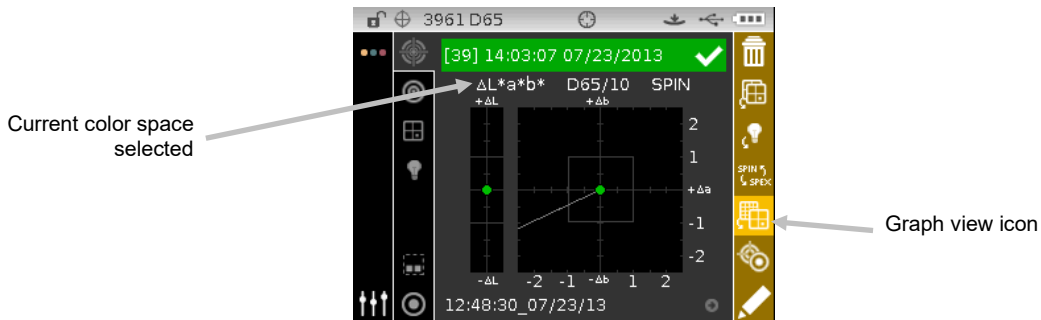 3961 D65
[39] 14:03:07 07/23/2013
ΔL*a*b* D65/10 SPIN
+ΔL +Δb
Current color space
selected
2
1
SPIN
SPEX
+Δa
Graph view icon
-1
-2
-ΔL -2 -1 -Δb 1 2
12:48:30_07/23/13